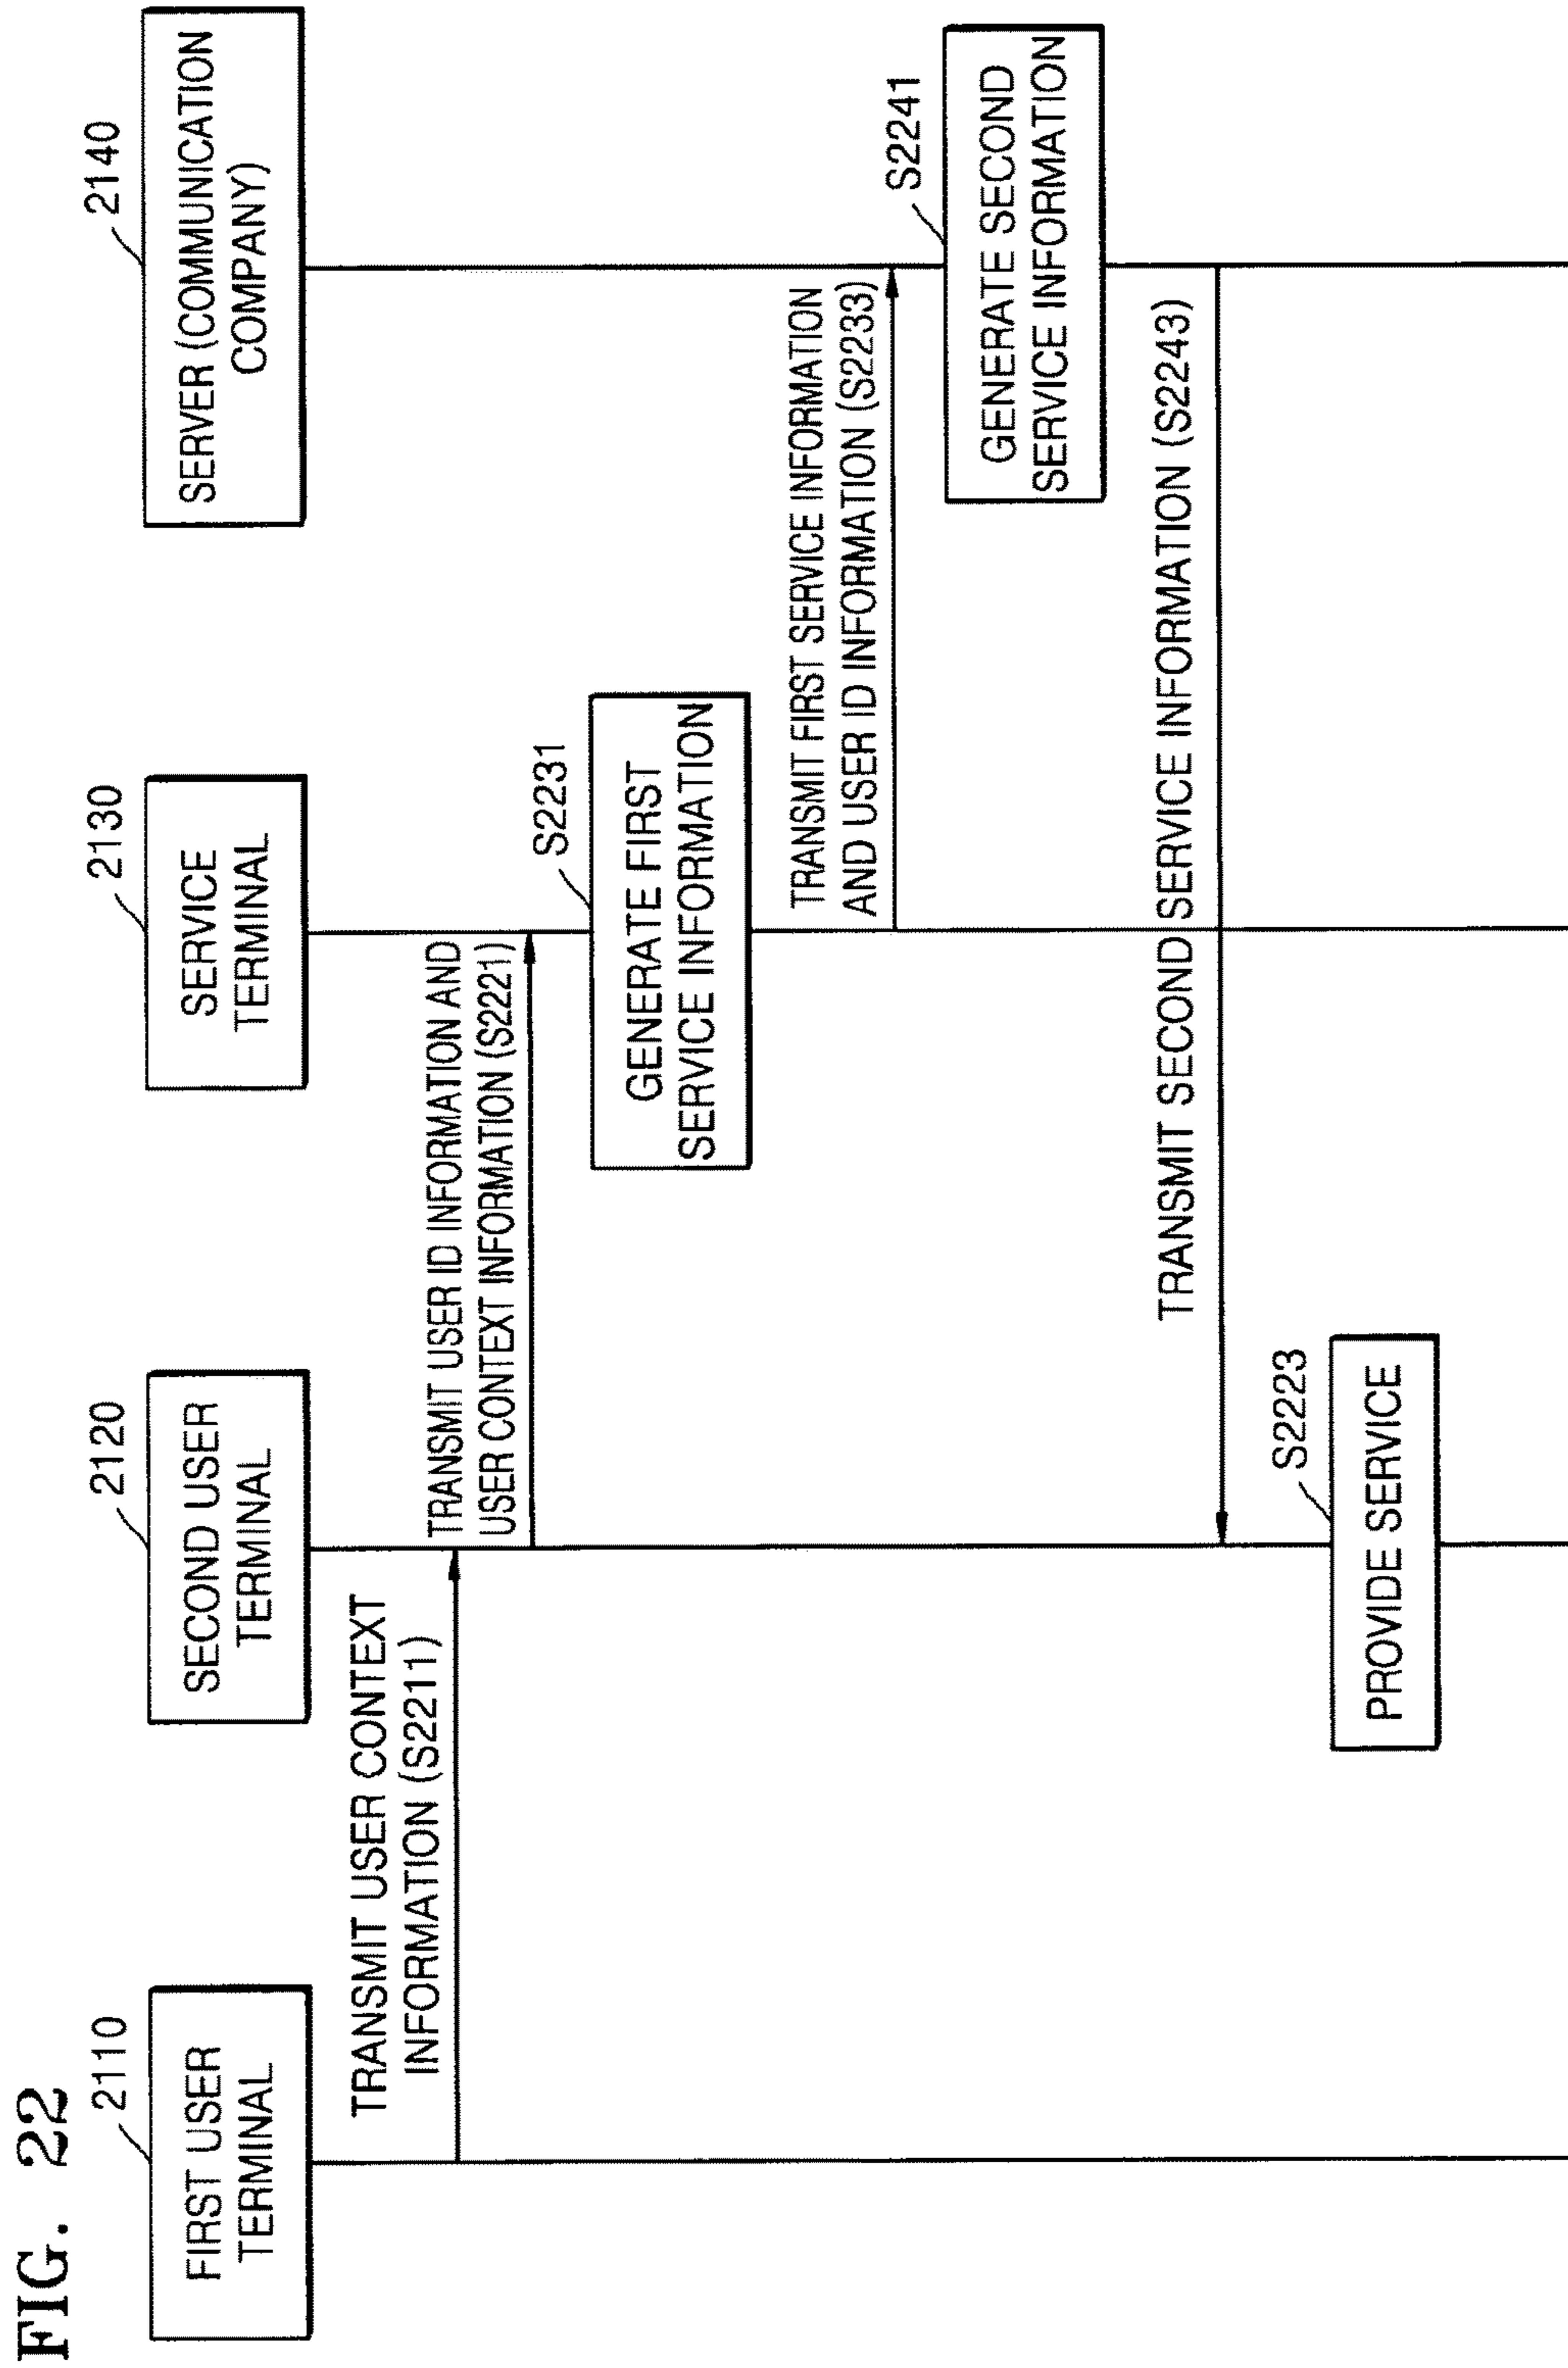 FIG. 22
2110
FIRST USER
TERMINAL
2120
SECOND USER
TERMINAL
2130
SERVICE
TERMINAL
2140
SERVER (COMMUNICATION
COMPANY)
TRANSMIT USER CONTEXT
INFORMATION (S2211)
TRANSMIT USER ID INFORMATION AND
USER CONTEXT INFORMATION (S2221)
S2231
GENERATE FIRST
SERVICE INFORMATION
TRANSMIT FIRST SERVICE INFORMATION
AND USER ID INFORMATION (S2233)
S2241
GENERATE SECOND
SERVICE INFORMATION
TRANSMIT SECOND SERVICE INFORMATION (S2243)
S2223
PROVIDE SERVICE